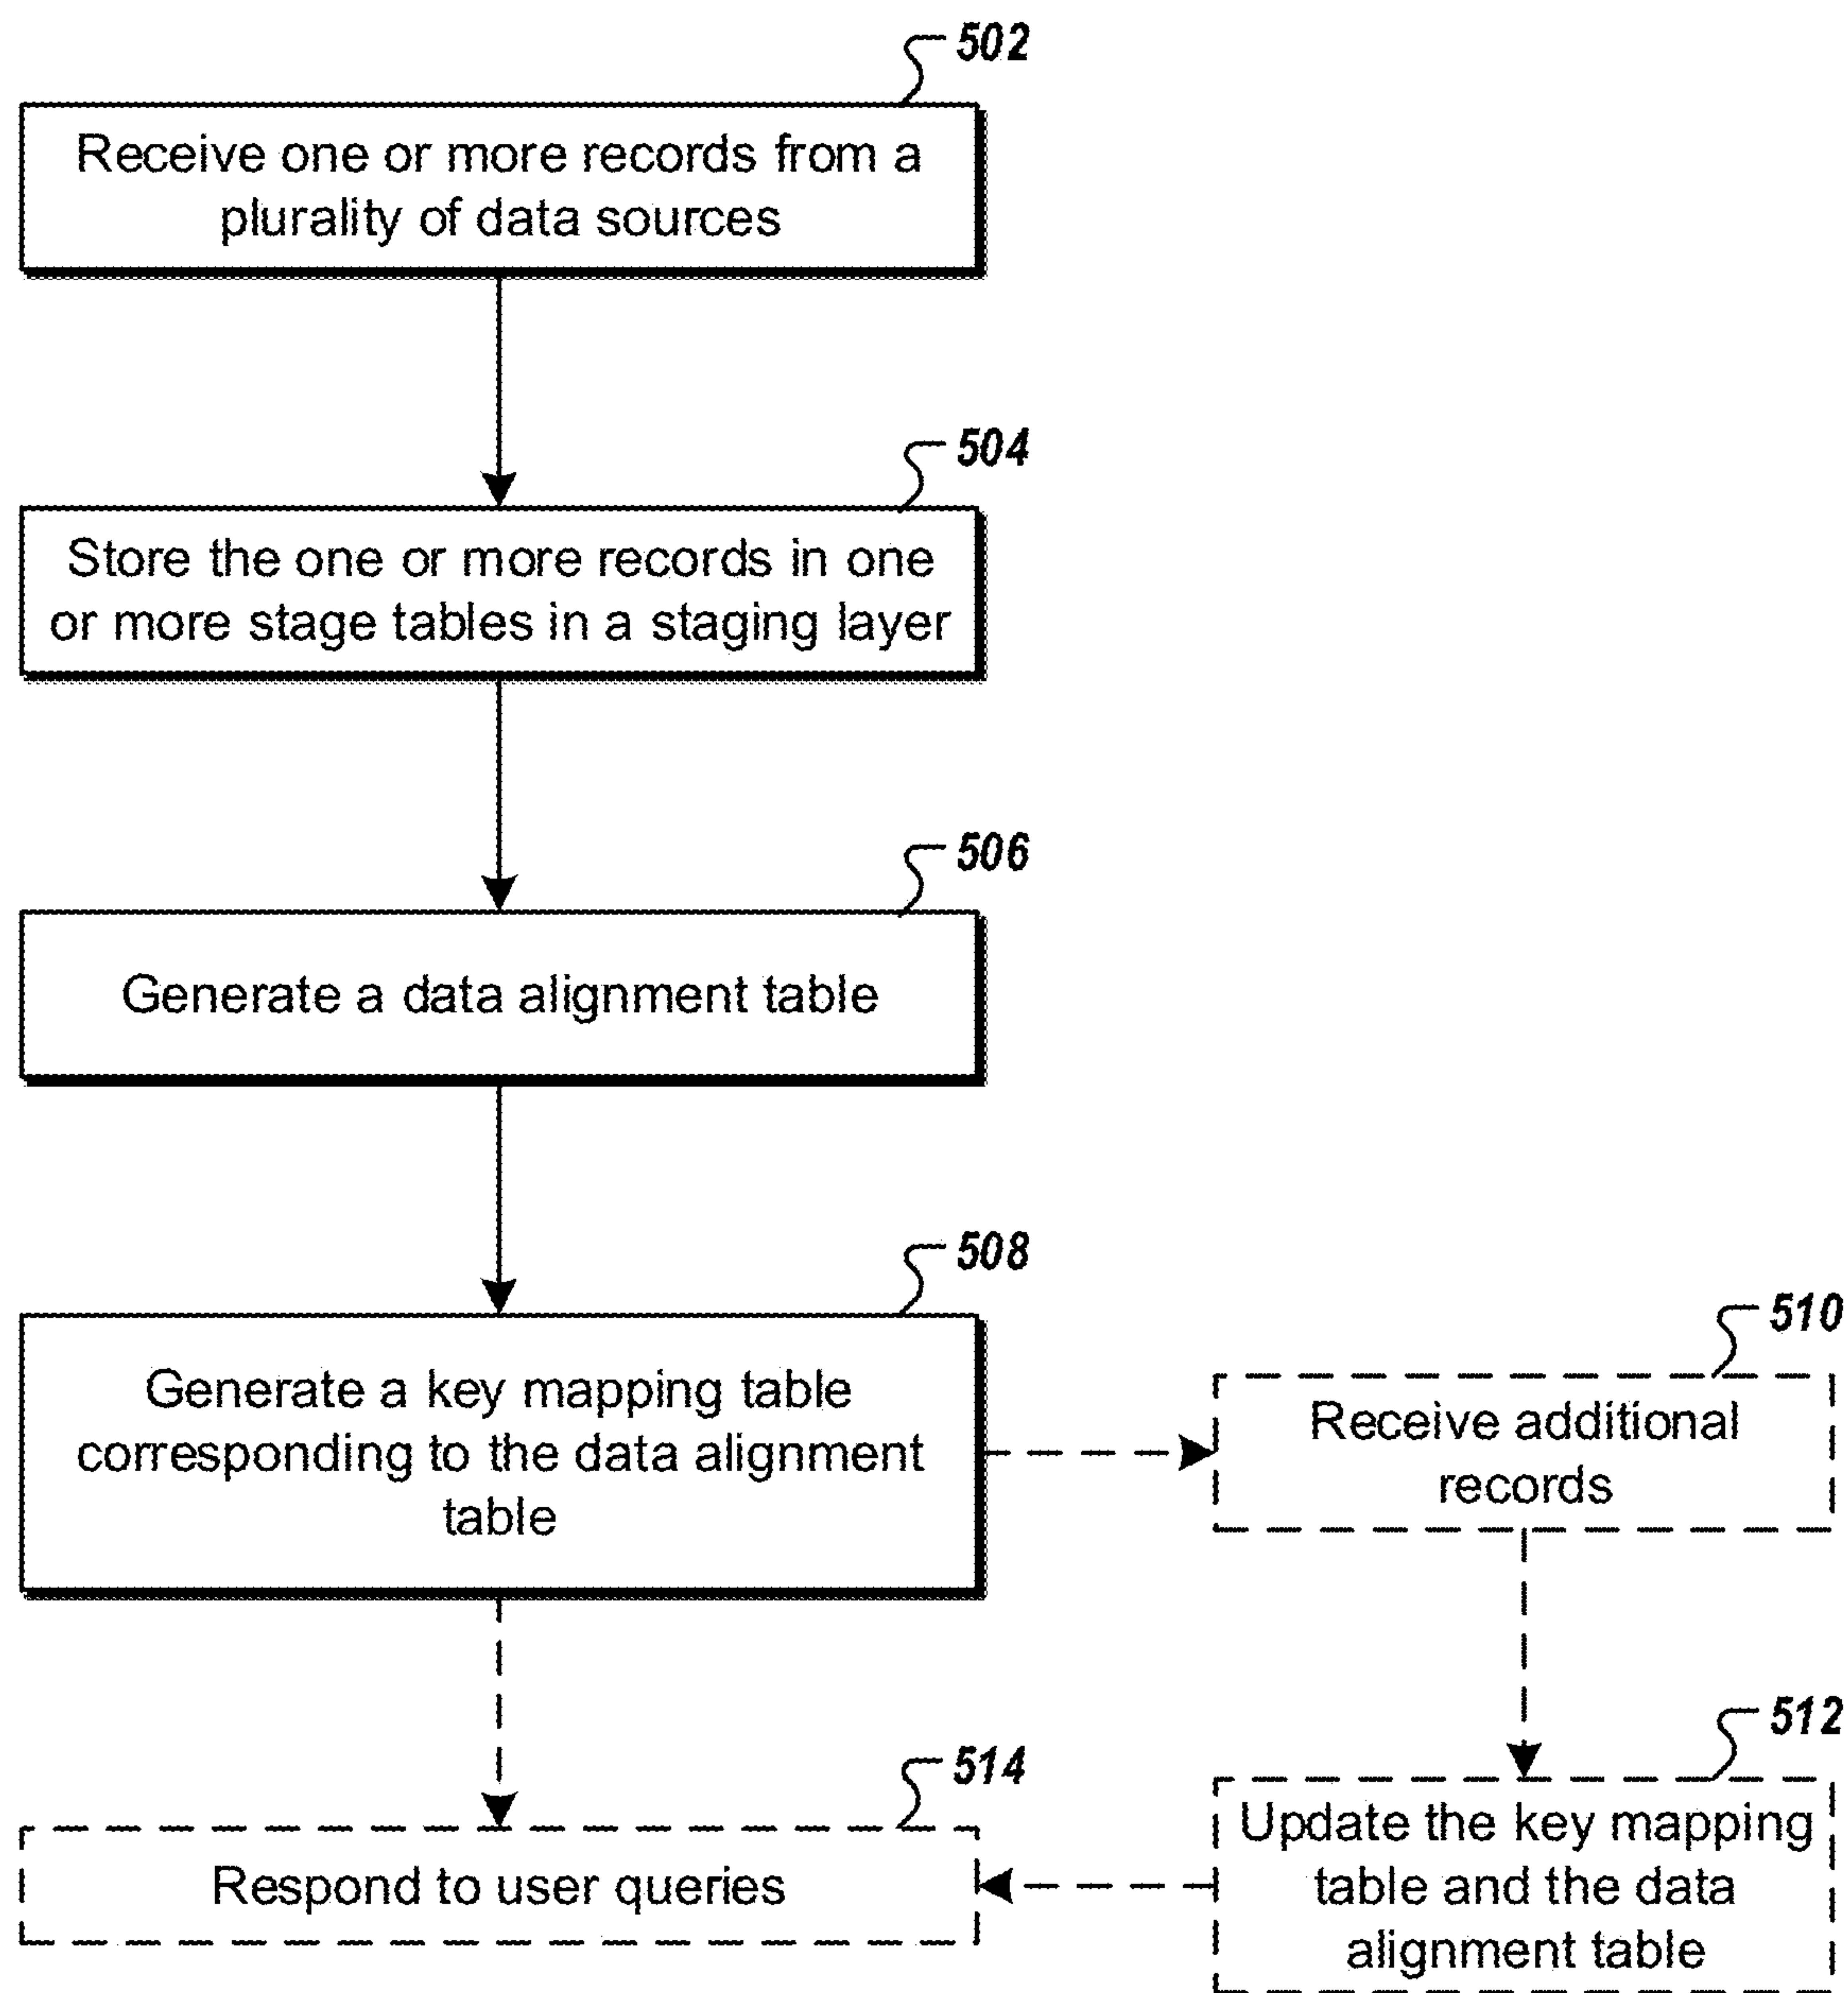 502
Receive one or more records from a
plurality of data sources
504
Store the one or more records in one
or more stage tables in a staging layer
506
Generate a data alignment table
508
Generate a key mapping table
corresponding to the data alignment
table
510
Receive additional
records
512
Update the key mapping
table and the data
alignment table
514
Respond to user queries